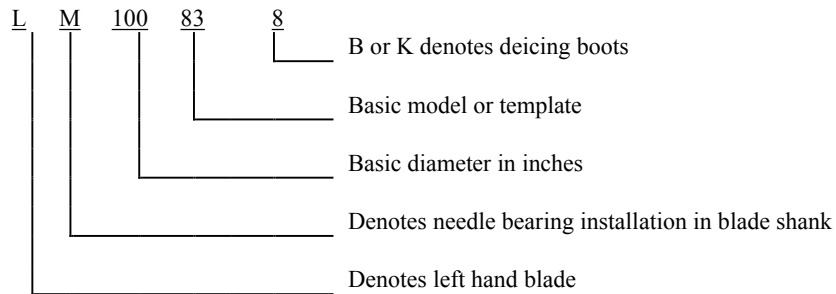 L M 100 83 8
B or K denotes deicing boots
Basic model or template
Basic diameter in inches
Denotes needle bearing installation in blade shank
Denotes left hand blade